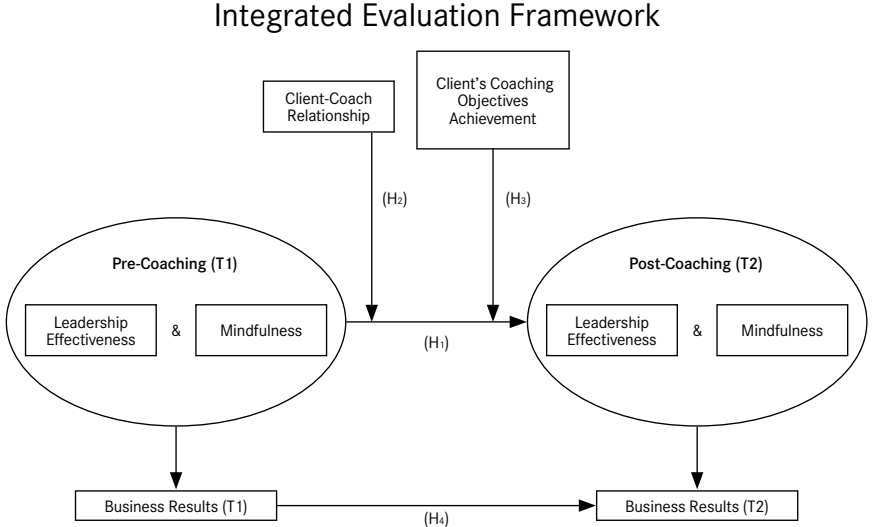 Integrated Evaluation Framework
Client-Coach
Relationship
Client's Coaching
Objectives
Achievement
(H₂)
(H₃)
Pre-Coaching (T1)
Leadership
Effectiveness
&
Mindfulness
(H₁)
Post-Coaching (T2)
Leadership
Effectiveness
&
Mindfulness
Business Results (T1)
(H₄)
Business Results (T2)